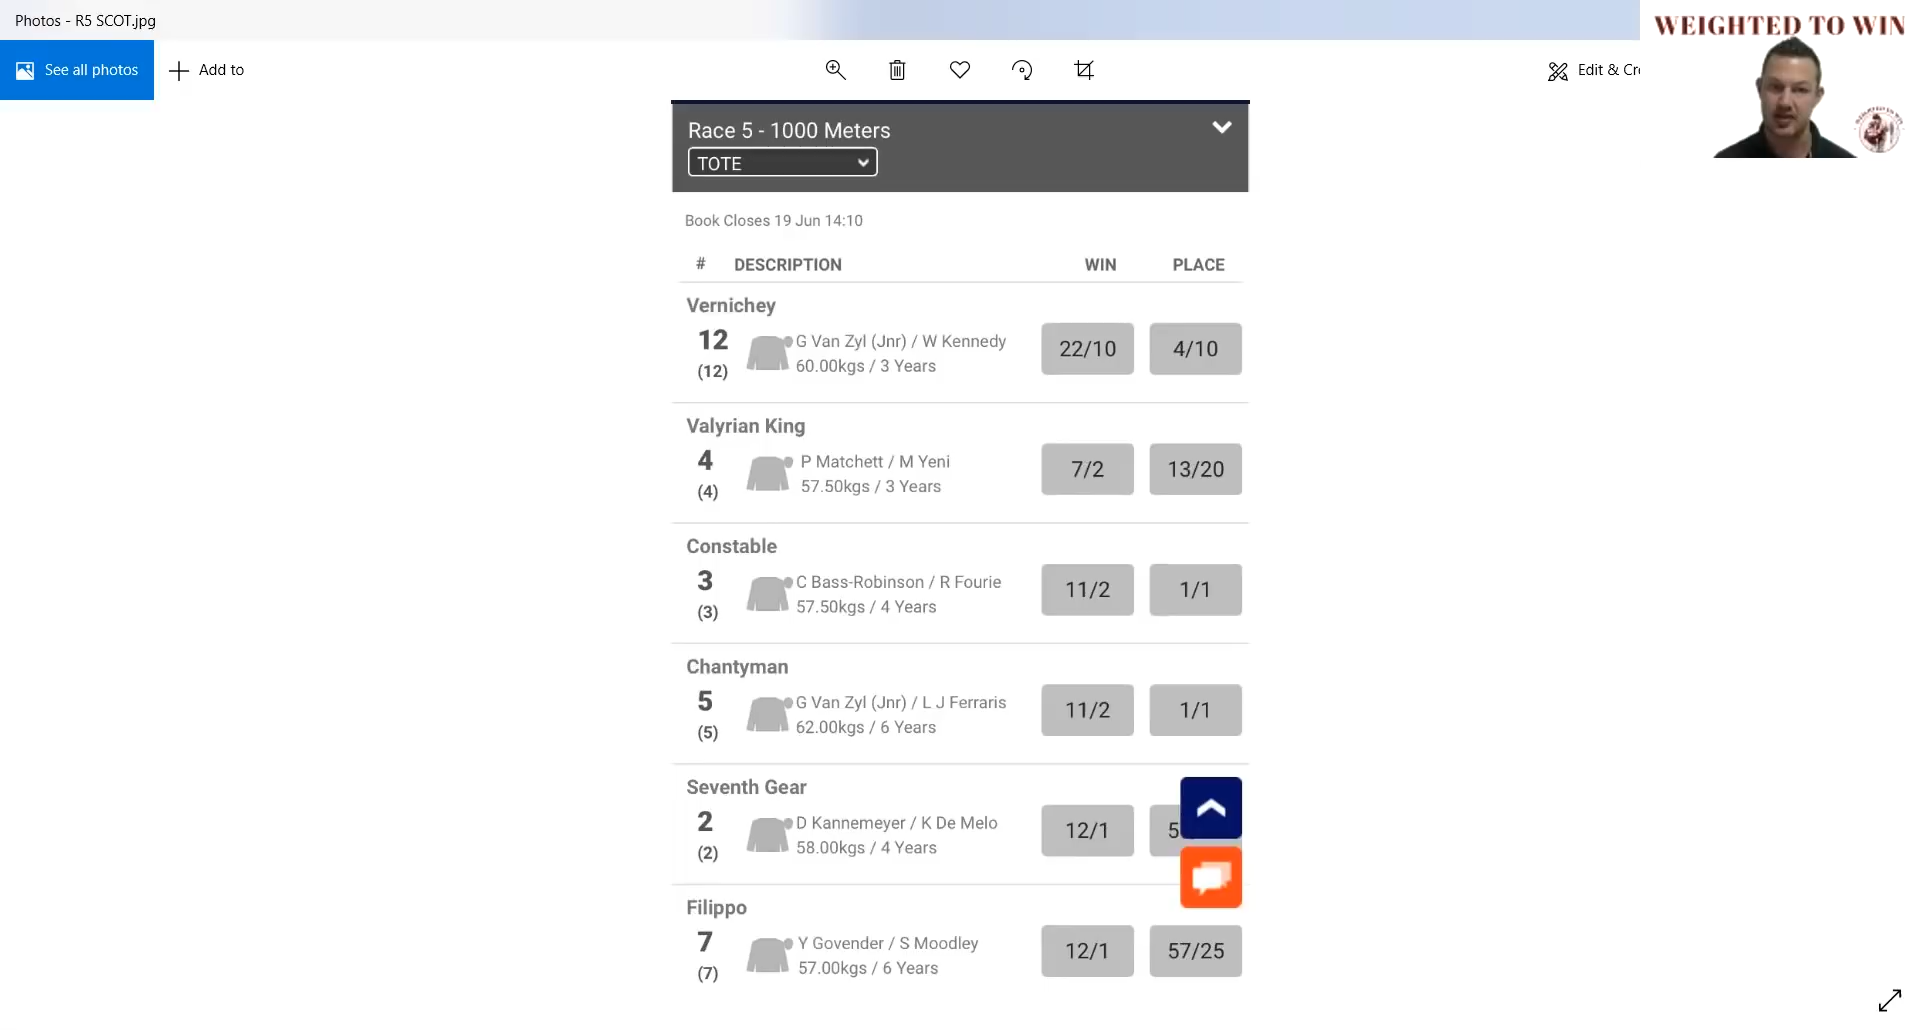 Photos - R5 SCOT.jpg
WEIGHTED TO WIN
See all photos
Add to
Edit & Cr
Race 5 - 1000 Meters
TOTE
Book Closes 19 Jun 14:10
# DESCRIPTION WIN PLACE
Vernichey
12 G Van Zyl (Jnr) / W Kennedy 22/10 4/10
(12) 60.00kgs / 3 Years
Valyrian King
4 P Matchett / M Yeni 7/2 13/20
(4) 57.50kgs / 3 Years
Constable
3 C Bass-Robinson / R Fourie 11/2 1/1
(3) 57.50kgs / 4 Years
Chantyman
5 G Van Zyl (Jnr) / L J Ferraris 11/2 1/1
(5) 62.00kgs / 6 Years
Seventh Gear
2 D Kannemeyer / K De Melo 12/1 5
(2) 58.00kgs / 4 Years
Filippo
7 Y Govender / S Moodley 12/1 57/25
(7) 57.00kgs / 6 Years